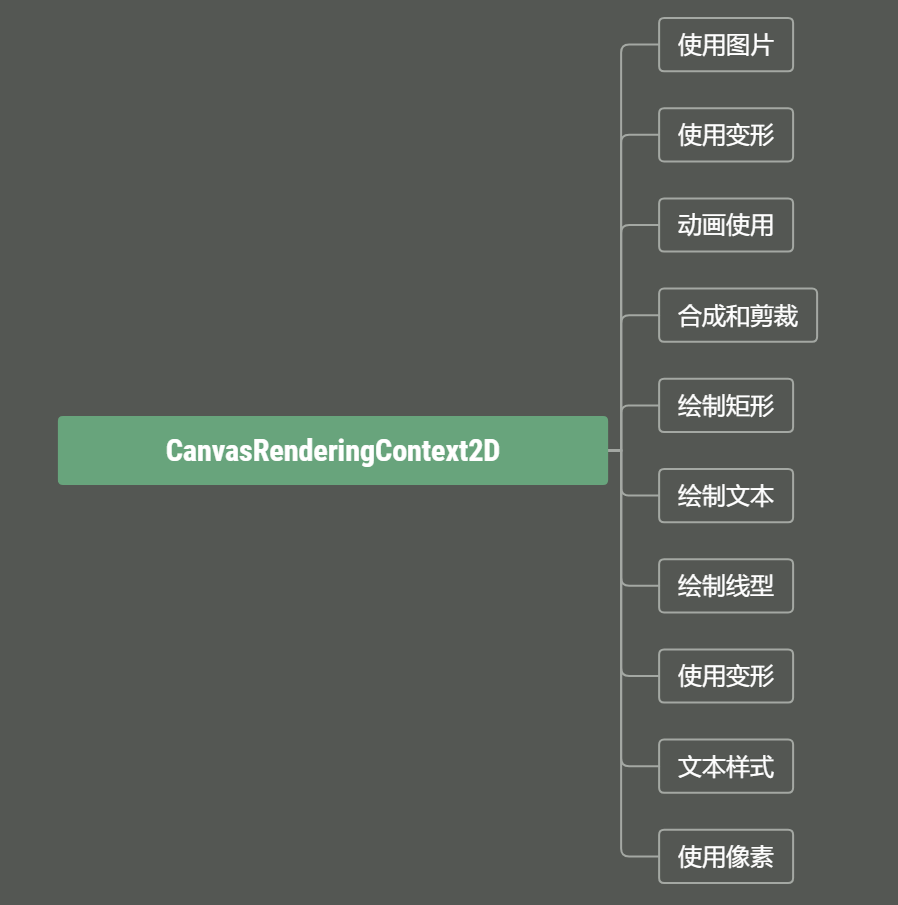 使用图片
使用变形
动画使用
合成和剪裁
绘制矩形
CanvasRenderingContext2D
绘制文本
绘制线型
使用变形
文本样式
使用像素